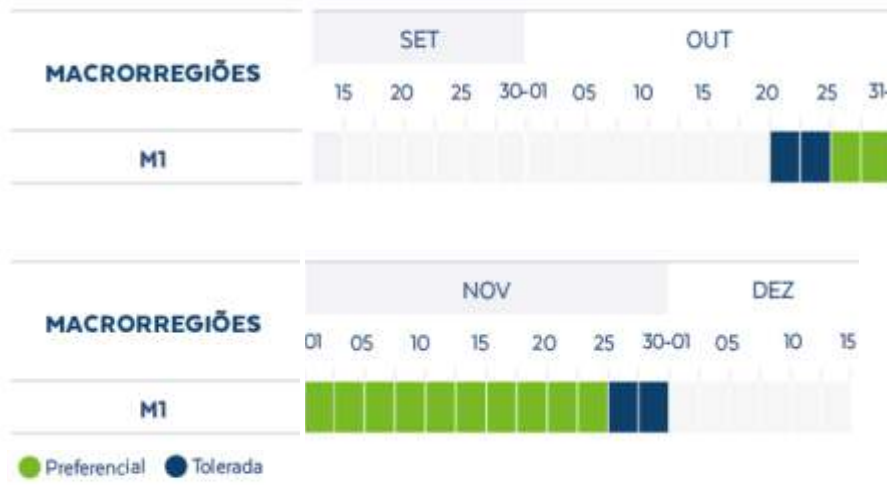 SET OUT
MACRORREGIÕES
15 20 25 30-01 05 10 15 20 25 31-
M1
NOV DEZ
MACRORREGIÕES
01 05 10 15 20 25 30-01 05 10 15
M1
Preferencial Tolerada